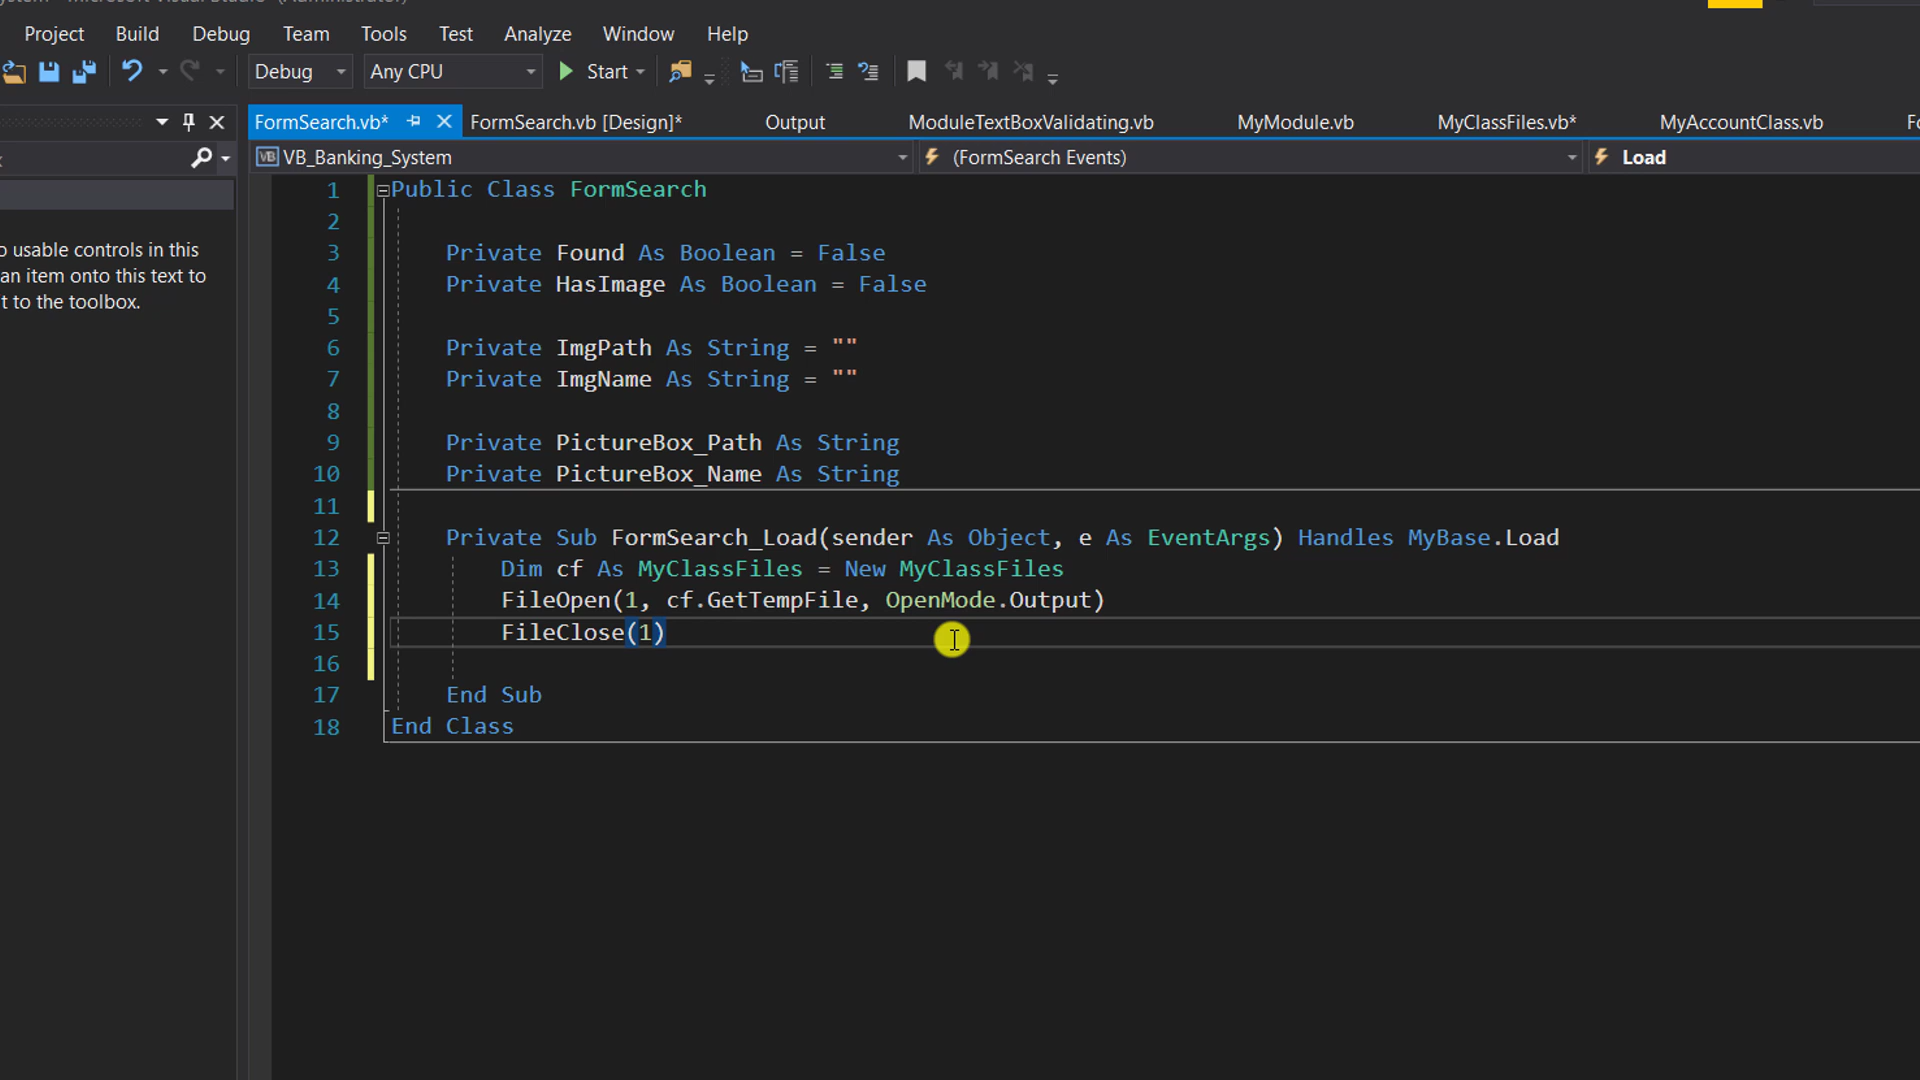 Project Build Debug Team Tools Test Analyze Window Help
Debug Any CPU Start
FormSearch.vb* FormSearch.vb [Design]* Output ModuleTextBoxValidating.vb MyModule.vb MyClassFiles.vb* MyAccountClass.vb
VB_Banking_System (FormSearch Events) Load
usable controls in this
an item onto this text to
to the toolbox.
1 Public Class FormSearch
2
3 Private Found As Boolean = False
4 Private HasImage As Boolean = False
5
6 Private ImgPath As String = ""
7 Private ImgName As String = ""
8
9 Private PictureBox_Path As String
10 Private PictureBox_Name As String
11
12 Private Sub FormSearch_Load(sender As Object, e As EventArgs) Handles MyBase.Load
13 Dim cf As MyClassFiles = New MyClassFiles
14 FileOpen(1, cf.GetTempFile, OpenMode.Output)
15 FileClose(1)
16
17 End Sub
18 End Class